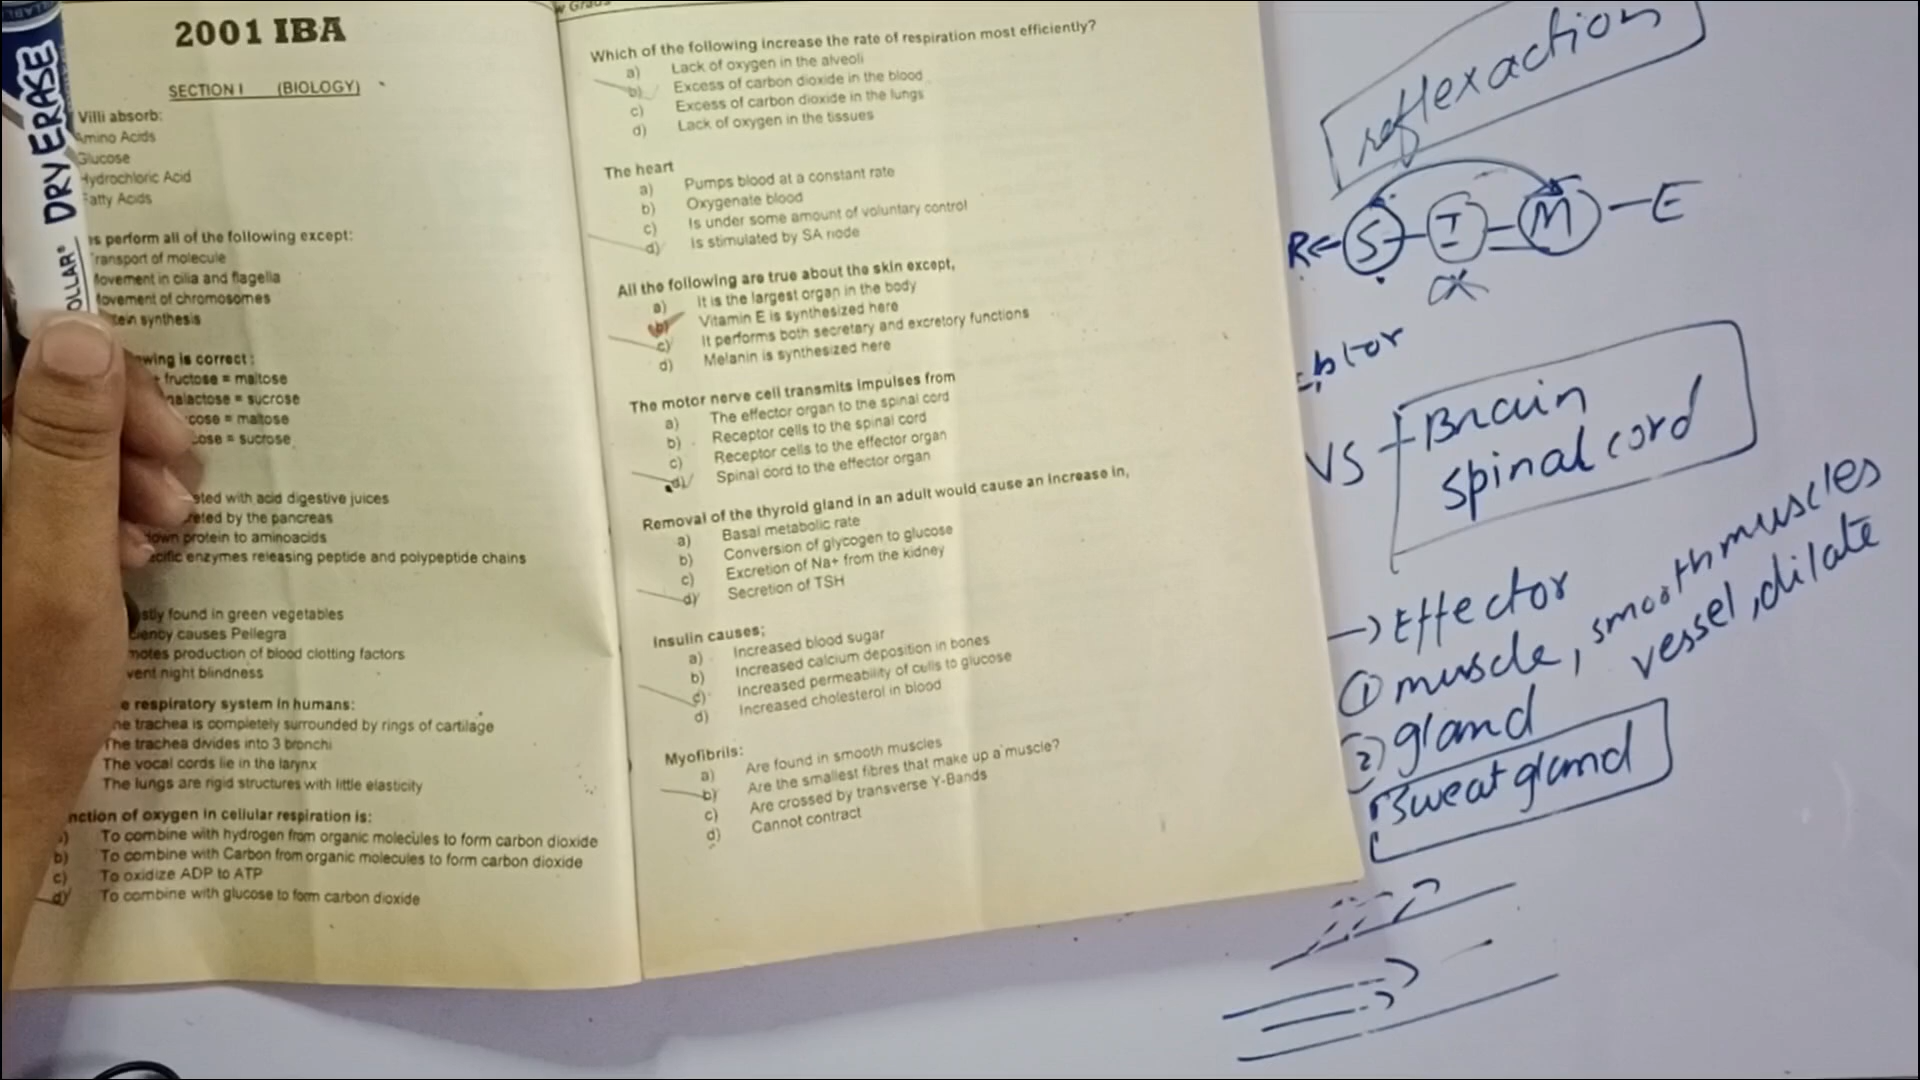 DRY ERASE
2001 IBA
SECTION I (BIOLOGY)
Villi absorb:
Amino Acids
Glucose
Hydrochloric Acid
Fatty Acids
perform all of the following except:
Transport of molecule
Movement in cilia and flagella
Movement of chromosomes
synthesis
is correct:
fructose = maltose
galactose = sucrose
= maltose
= sucrose
with acid digestive juices
by the pancreas
down protein to aminoacids
enzymes releasing peptide and polypeptide chains
found in green vegetables
causes Pellegra
production of blood clotting factors
night blindness
respiratory system in humans:
The trachea is completely surrounded by rings of cartilage
The trachea divides into 3 bronchi
The vocal cords lie in the larynx
The lungs are rigid structures with little elasticity
of oxygen in cellular respiration is:
To combine with hydrogen from organic molecules to form carbon dioxide
b) To combine with Carbon from organic molecules to form carbon dioxide
c) To oxidize ADP to ATP
d) To combine with glucose to form carbon dioxide
Which of the following increase the rate of respiration most efficiently?
a) Lack of oxygen in the alveoli
b) Excess of carbon dioxide in the blood
c) Excess of carbon dioxide in the lungs
d) Lack of oxygen in the tissues
The heart
a) Pumps blood at a constant rate
b) Oxygenate blood
c) Is under some amount of voluntary control
d) Is stimulated by SA node
All the following are true about the skin except,
a) It is the largest organ in the body
b) Vitamin E is synthesized here
c) It performs both secretary and excretory functions
d) Melanin is synthesized here
The motor nerve cell transmits impulses from
a) The effector organ to the spinal cord
b) Receptor cells to the spinal cord
c) Receptor cells to the effector organ
d) Spinal cord to the effector organ
Removal of the thyroid gland in an adult would cause an increase in,
a) Basal metabolic rate
b) Conversion of glycogen to glucose
c) Excretion of Na+ from the kidney
d) Secretion of TSH
Insulin causes;
a) Increased blood sugar
b) Increased calcium deposition in bones
c) Increased permeability of cells to glucose
d) Increased cholesterol in blood
Myofibrils:
a) Are found in smooth muscles
b) Are the smallest fibres that make up a muscle?
c) Are crossed by transverse Y-Bands
d) Cannot contract
reflexaction
R S I M E
VS Brain
spinal cord
Effector
① muscle, smooth muscles
vessel, dilate
② gland
sweat gland